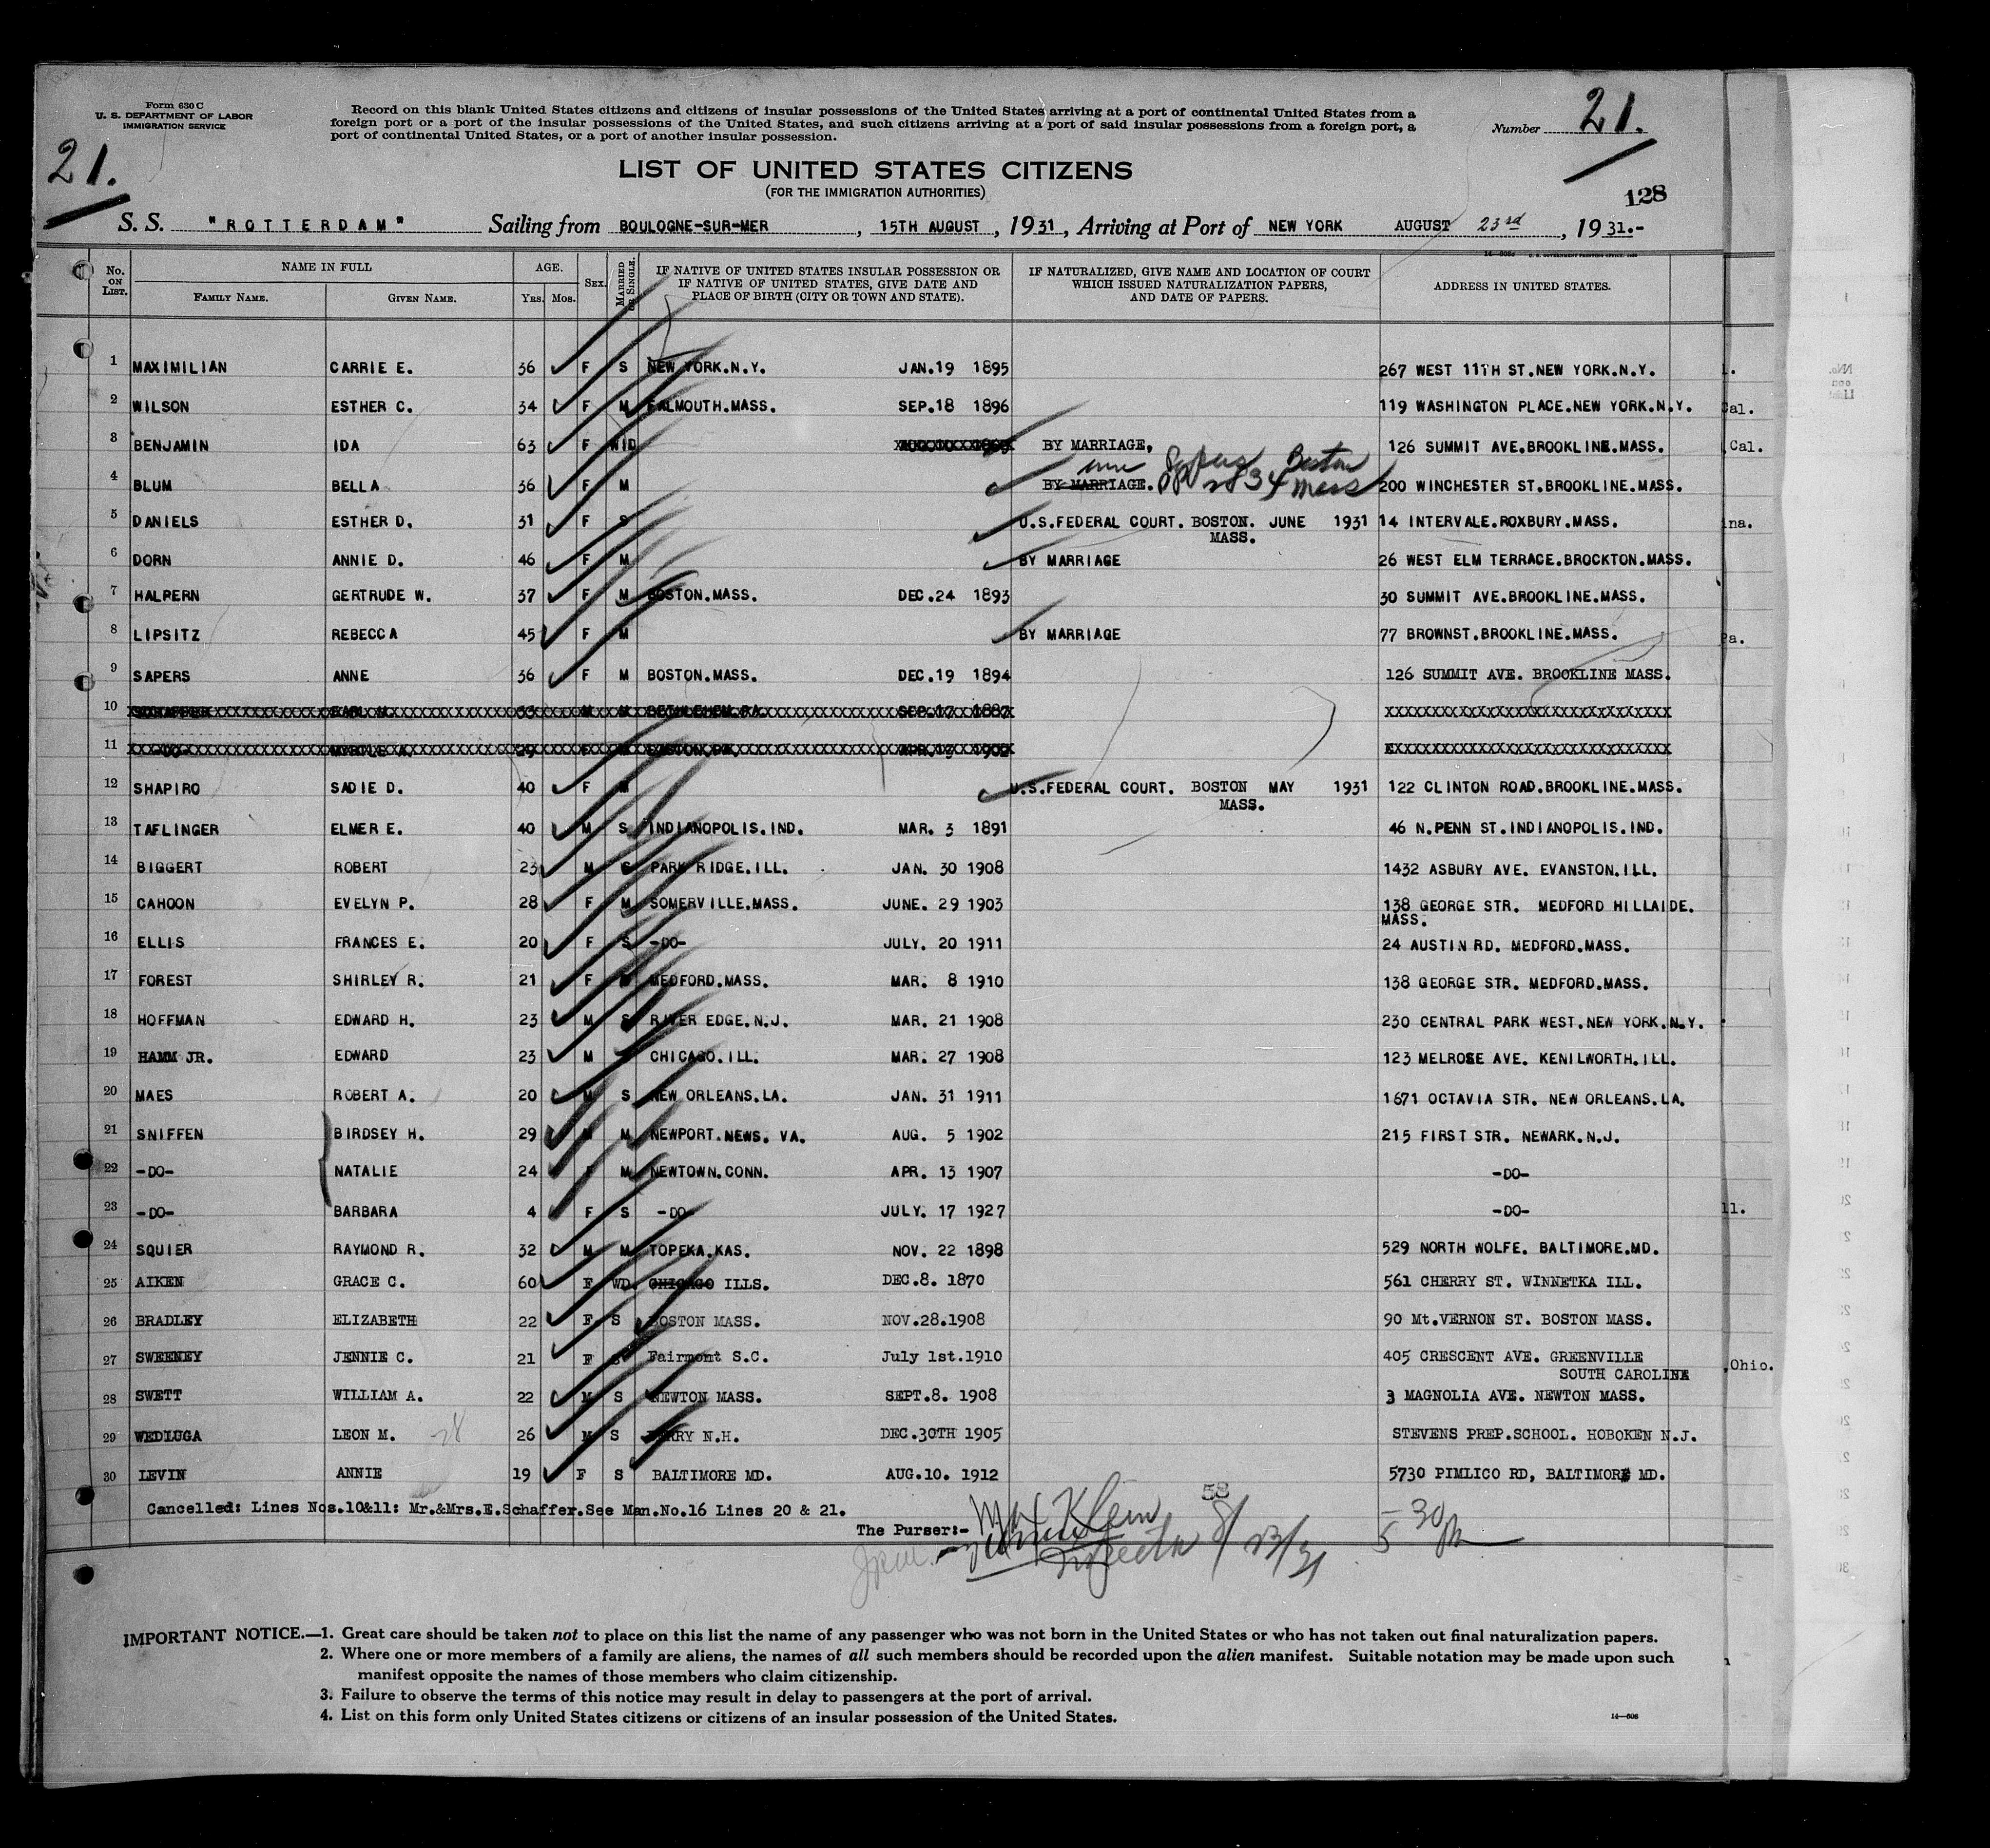 Form 630 C
U. S. DEPARTMENT OF LABOR
IMMIGRATION SERVICE
Record on this blank United States citizens and citizens of insular possessions of the United States arriving at a port of continental United States from a
foreign port or a port of the insular possessions of the United States, and such citizens arriving at a port of said insular possessions from a foreign port, a
port of continental United States, or a port of another insular possession.
Number 21.
21.
LIST OF UNITED STATES CITIZENS
(FOR THE IMMIGRATION AUTHORITIES)
128
S. S. "ROTTERDAM" Sailing from BOULOGNE-SUR-MER, 15TH AUGUST, 1931, Arriving at Port of NEW YORK AUGUST 23rd, 1931.-
No. ON LIST. NAME IN FULL AGE. SEX. MARRIED OR SINGLE. IF NATIVE OF UNITED STATES INSULAR POSSESSION OR IF NATIVE OF UNITED STATES, GIVE DATE AND PLACE OF BIRTH (CITY OR TOWN AND STATE). IF NATURALIZED, GIVE NAME AND LOCATION OF COURT WHICH ISSUED NATURALIZATION PAPERS, AND DATE OF PAPERS. ADDRESS IN UNITED STATES.
FAMILY NAME. GIVEN NAME. Yrs. Mos.
1 MAXIMILIAN CARRIE E. 36 F S NEW YORK.N.Y. JAN.19 1895 267 WEST 11TH ST.NEW YORK.N.Y.
2 WILSON ESTHER C. 34 F M FALMOUTH.MASS. SEP.18 1896 119 WASHINGTON PLACE.NEW YORK.N.Y. Cal.
3 BENJAMIN IDA 63 F WID BY MARRIAGE, 126 SUMMIT AVE.BROOKLINE.MASS. Cal.
Boston
4 BLUM BELLA 36 F M BY MARRIAGE. Mass 200 WINCHESTER ST.BROOKLINE.MASS.
5 DANIELS ESTHER D. 31 F S U.S.FEDERAL COURT. BOSTON. JUNE 1931 14 INTERVALE.ROXBURY.MASS. ina.
MASS.
6 DORN ANNIE D. 46 F M BY MARRIAGE 26 WEST ELM TERRACE.BROCKTON.MASS.
7 HALPERN GERTRUDE W. 37 F M BOSTON.MASS. DEC.24 1893 30 SUMMIT AVE.BROOKLINE.MASS.
8 LIPSITZ REBECCA 45 F M BY MARRIAGE 77 BROWNST.BROOKLINE.MASS. Pa.
9 SAPERS ANNE 36 F M BOSTON.MASS. DEC.19 1894 126 SUMMIT AVE. BROOKLINE MASS.
10
11
12 SHAPIRO SADIE D. 40 F M U.S.FEDERAL COURT. BOSTON MAY 1931 122 CLINTON ROAD.BROOKLINE.MASS.
MASS.
13 TAFLINGER ELMER E. 40 M S INDIANOPOLIS.IND. MAR. 3 1891 46 N.PENN ST.INDIANOPOLIS.IND.
14 BIGGERT ROBERT 23 M S PARK RIDGE.ILL. JAN. 30 1908 1432 ASBURY AVE. EVANSTON.ILL.
15 CAHOON EVELYN P. 28 F M SOMERVILLE.MASS. JUNE. 29 1903 138 GEORGE STR. MEDFORD HILLAIDE.
MASS.
16 ELLIS FRANCES E. 20 F S -DO- JULY. 20 1911 24 AUSTIN RD. MEDFORD.MASS.
17 FOREST SHIRLEY R. 21 F MEDFORD.MASS. MAR. 8 1910 138 GEORGE STR. MEDFORD.MASS.
18 HOFFMAN EDWARD H. 23 M S RIVER EDGE.N.J. MAR. 21 1908 230 CENTRAL PARK WEST.NEW YORK.N.Y.
19 HAMM JR. EDWARD 23 M CHICAGO.ILL. MAR. 27 1908 123 MELROSE AVE. KENILWORTH.ILL.
20 MAES ROBERT A. 20 M S NEW ORLEANS.LA. JAN. 31 1911 1671 OCTAVIA STR. NEW ORLEANS.LA.
21 SNIFFEN BIRDSEY H. 29 M M NEWPORT.NEWS. VA. AUG. 5 1902 215 FIRST STR. NEWARK.N.J.
22 -DO- NATALIE 24 F M NEWTOWN.CONN. APR. 13 1907 -DO-
23 -DO- BARBARA 4 F S -DO- JULY. 17 1927 -DO- ll.
24 SQUIER RAYMOND R. 32 M M TOPEKA.KAS. NOV. 22 1898 529 NORTH WOLFE. BALTIMORE.MD.
25 AIKEN GRACE C. 60 F WD. CHICAGO ILLS. DEC.8. 1870 561 CHERRY ST. WINNETKA ILL.
26 BRADLEY ELIZABETH 22 F S BOSTON MASS. NOV.28.1908 90 Mt.VERNON ST. BOSTON MASS.
27 SWEENEY JENNIE C. 21 F S Fairmont S.C. July 1st.1910 405 CRESCENT AVE. GREENVILLE ,Ohio.
SOUTH CAROLINA
28 SWETT WILLIAM A. 22 M S NEWTON MASS. SEPT.8. 1908 3 MAGNOLIA AVE. NEWTON MASS.
29 WEDIUGA LEON M. 26 M S DERRY N.H. DEC.30TH 1905 STEVENS PREP.SCHOOL. HOBOKEN N.J.
30 LEVIN ANNIE 19 F S BALTIMORE MD. AUG.10. 1912 5730 PIMLICO RD, BALTIMORE MD.
Cancelled: Lines Nos.10&11: Mr.&Mrs.E.Schaffer.See Man.No.16 Lines 20 & 21.
58
The Purser:- Klein
Inspector 8/23/31 5 30 pm
IMPORTANT NOTICE.—1. Great care should be taken not to place on this list the name of any passenger who was not born in the United States or who has not taken out final naturalization papers.
2. Where one or more members of a family are aliens, the names of all such members should be recorded upon the alien manifest. Suitable notation may be made upon such
manifest opposite the names of those members who claim citizenship.
3. Failure to observe the terms of this notice may result in delay to passengers at the port of arrival.
4. List on this form only United States citizens or citizens of an insular possession of the United States.
14—608